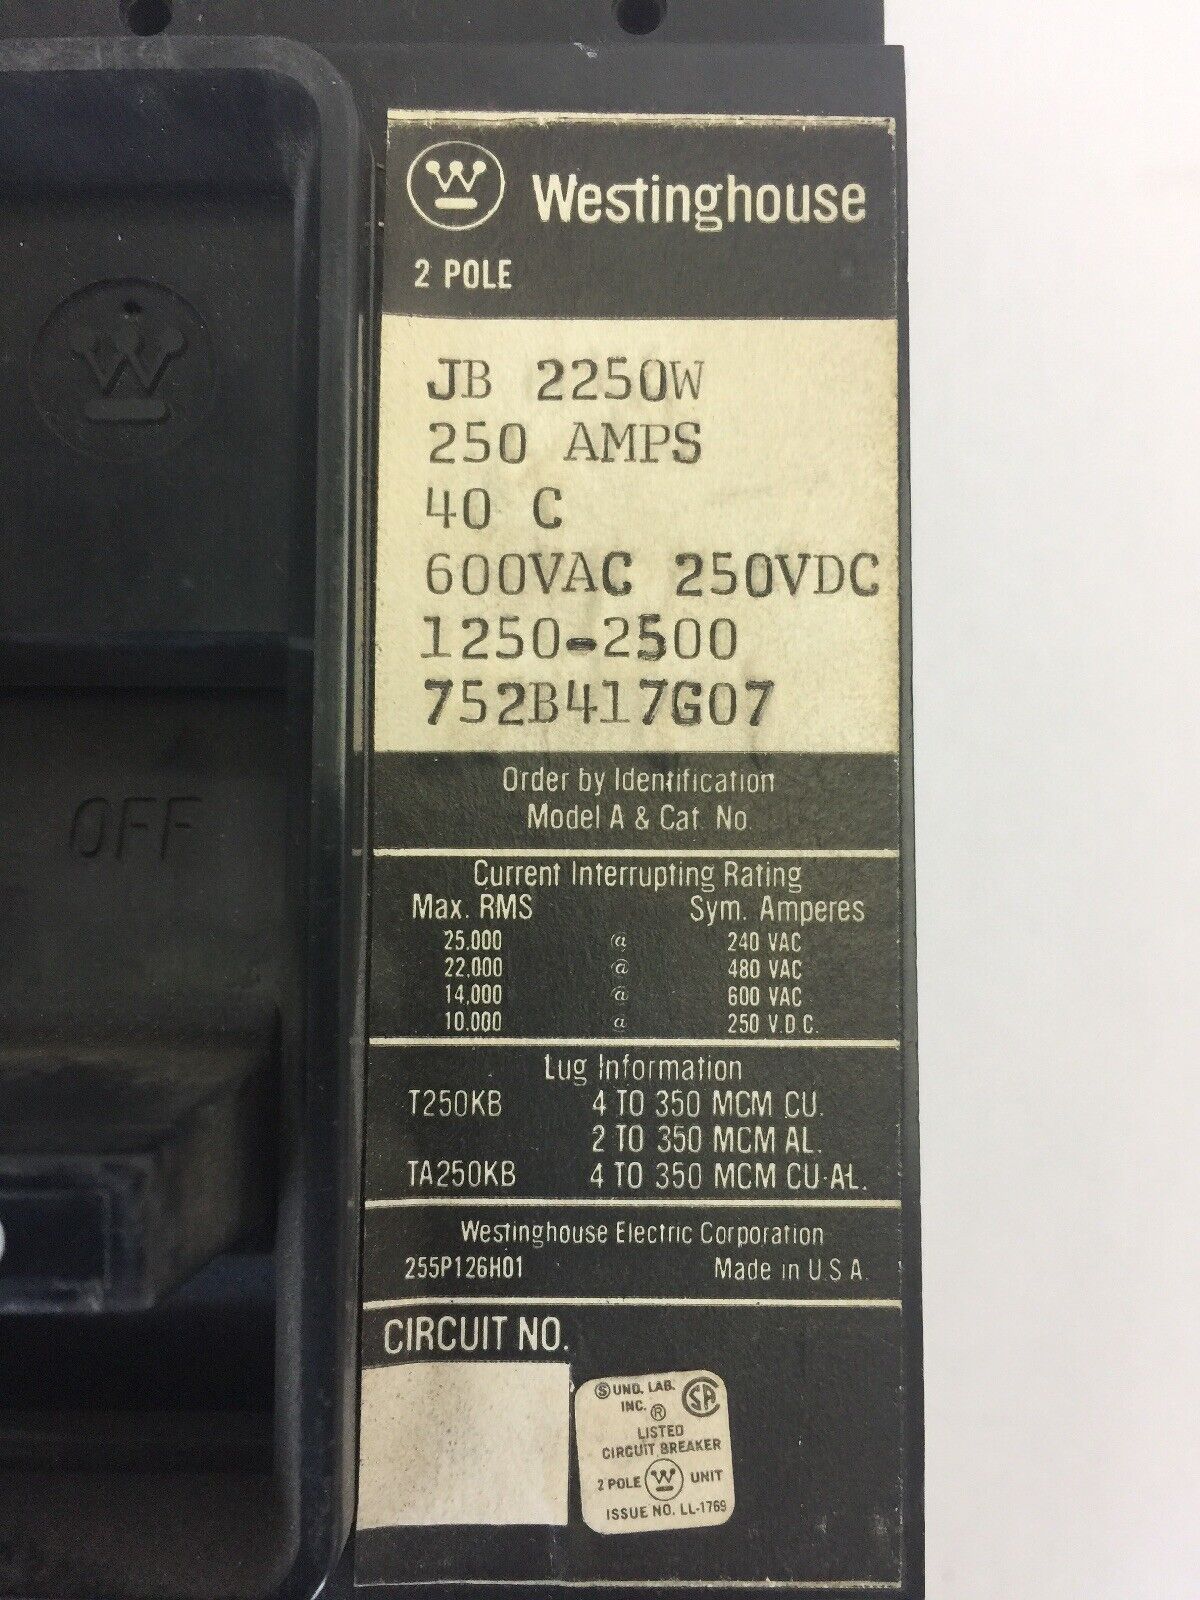 Westinghouse
2 POLE
JB 2250W
250 AMPS
40 C
600VAC 250VDC
1250-2500
752B417G07
OFF
Order by Identification
Model A & Cat. No.
Current Interrupting Rating
Max. RMS Sym. Amperes
25.000 @ 240 VAC
22,000 @ 480 VAC
14,000 @ 600 VAC
10.000 @ 250 V.D.C.
Lug Information
T250KB 4 TO 350 MCM CU.
2 TO 350 MCM AL.
TA250KB 4 TO 350 MCM CU-AL.
Westinghouse Electric Corporation
255P126H01 Made in U.S.A.
CIRCUIT NO.
UND. LAB. SA
INC. ®
LISTED
CIRCUIT BREAKER
2 POLE W UNIT
ISSUE NO. LL-1769